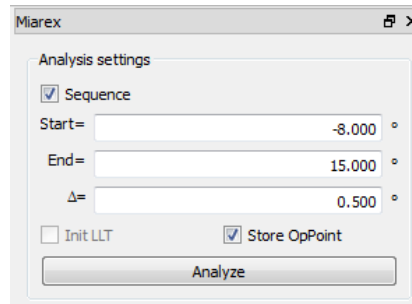 Miarex
Analysis settings
Sequence
Start= -8.000 °
End= 15.000 °
Δ= 0.500 °
Init LLT Store OpPoint
Analyze